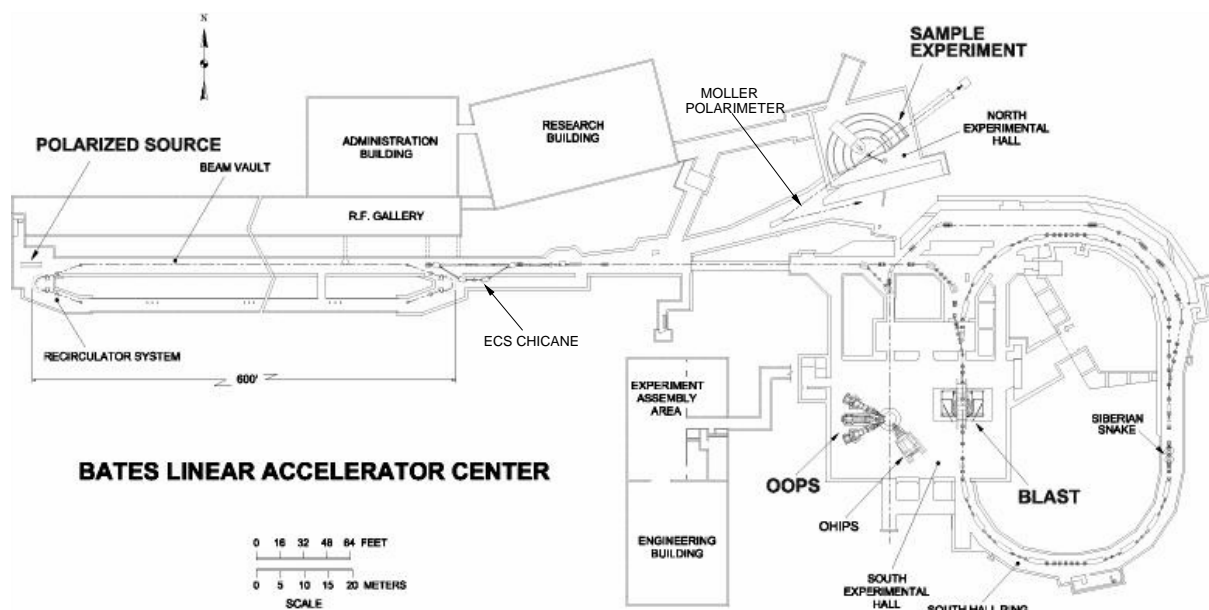 N
SAMPLE
EXPERIMENT
MOLLER
POLARIMETER
NORTH
EXPERIMENTAL
HALL
RESEARCH
BUILDING
ADMINISTRATION
BUILDING
POLARIZED SOURCE
BEAM VAULT
R.F. GALLERY
ECS CHICANE
RECIRCULATOR SYSTEM
600'
EXPERIMENT
ASSEMBLY
AREA
SIBERIAN
SNAKE
BATES LINEAR ACCELERATOR CENTER
OOPS
BLAST
OHIPS
ENGINEERING
BUILDING
0 16 32 48 64 FEET
0 5 10 15 20 METERS
SCALE
SOUTH
EXPERIMENTAL
HALL
SOUTH HALL RING